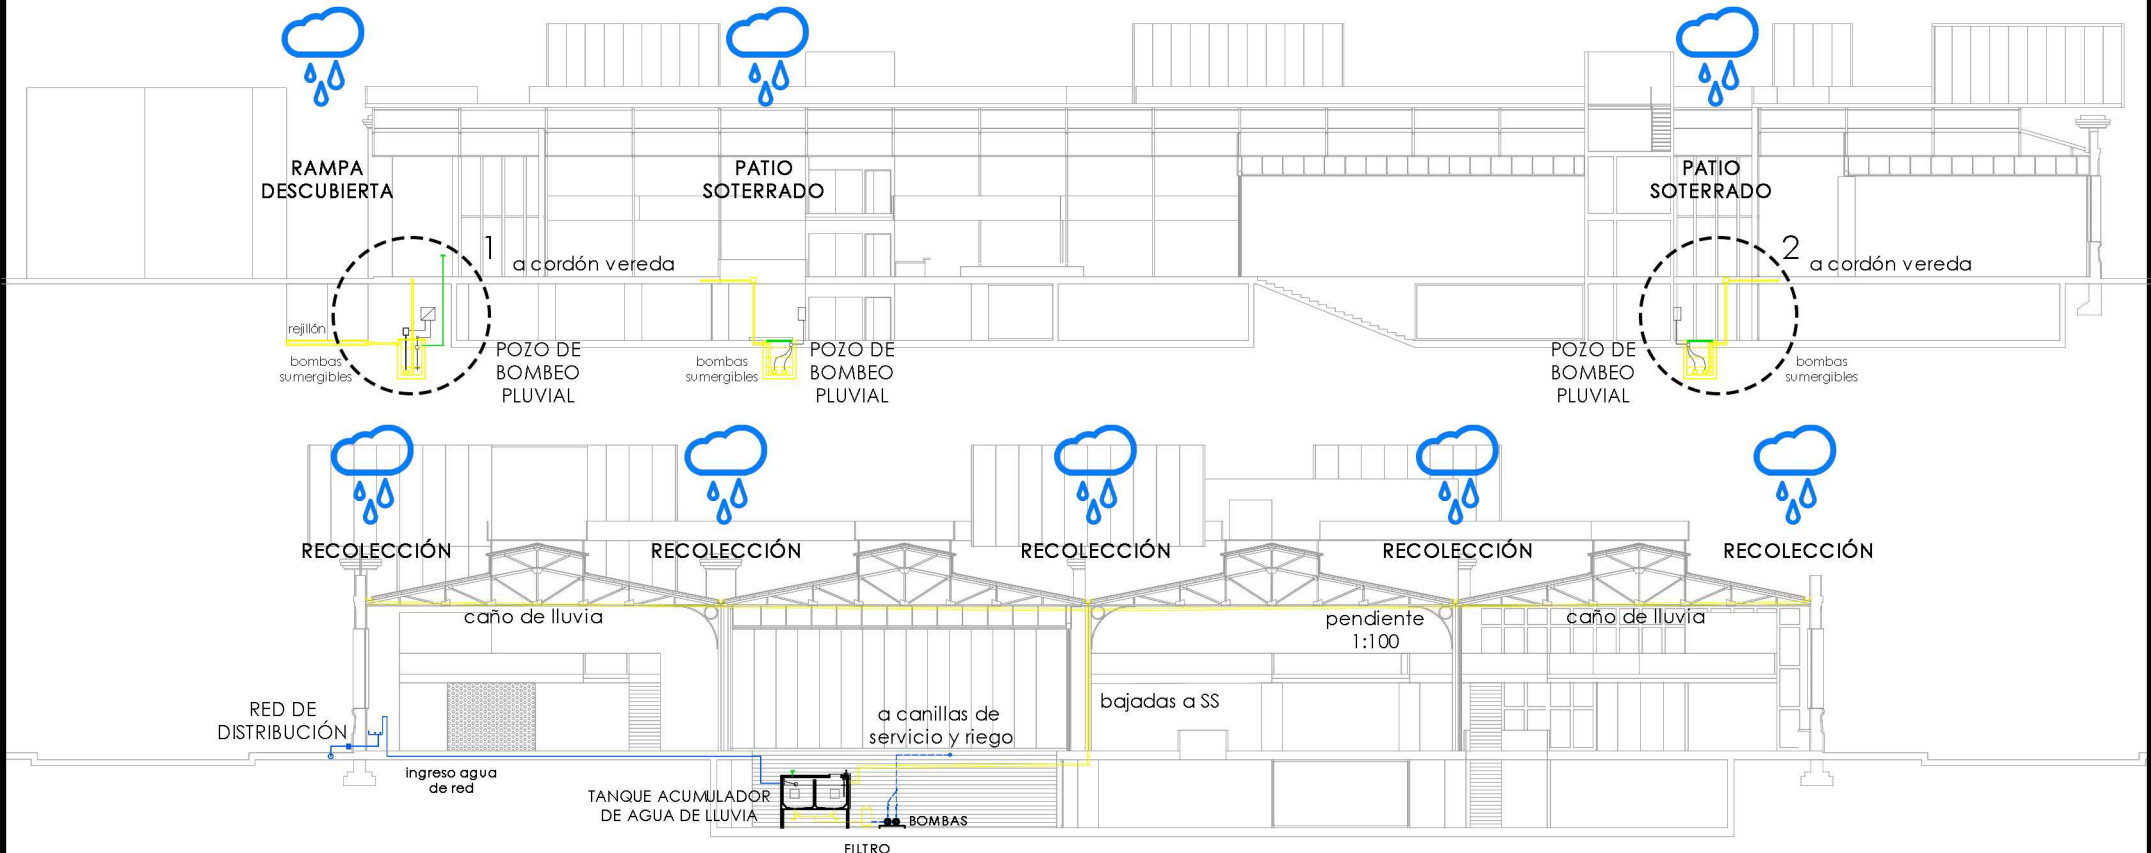 RAMPA
DESCUBIERTA
PATIO
SOTERRADO
PATIO
SOTERRADO
1
a cordón vereda
2
a cordón vereda
rejillón
bombas
sumergibles
POZO DE
BOMBEO
PLUVIAL
bombas
sumergibles
POZO DE
BOMBEO
PLUVIAL
POZO DE
BOMBEO
PLUVIAL
bombas
sumergibles
RECOLECCIÓN
RECOLECCIÓN
RECOLECCIÓN
RECOLECCIÓN
RECOLECCIÓN
caño de lluvia
pendiente
1:100
caño de lluvia
RED DE
DISTRIBUCIÓN
a canillas de
servicio y riego
bajadas a SS
ingreso agua
de red
TANQUE ACUMULADOR
DE AGUA DE LLUVIA
BOMBAS
FILTRO